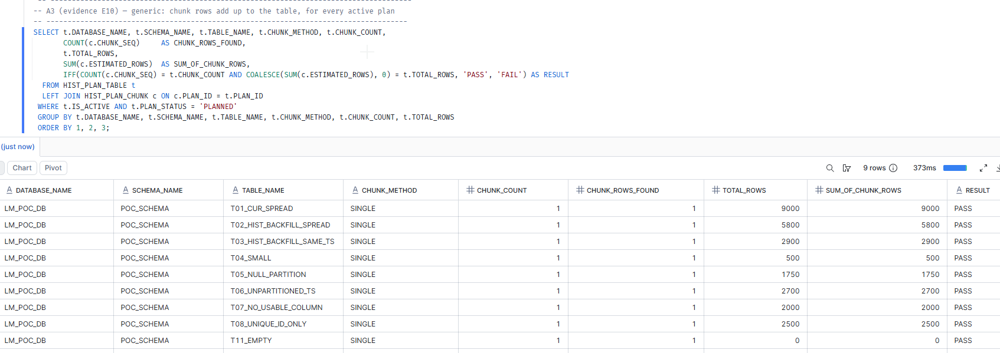 -- -----------------------------------------------------------------------------
-- A3 (evidence E10) — generic: chunk rows add up to the table, for every active plan
-- ----------------------------------------------------------------------------
SELECT t.DATABASE_NAME, t.SCHEMA_NAME, t.TABLE_NAME, t.CHUNK_METHOD, t.CHUNK_COUNT,
       COUNT(c.CHUNK_SEQ)     AS CHUNK_ROWS_FOUND,
       t.TOTAL_ROWS,
       SUM(c.ESTIMATED_ROWS)  AS SUM_OF_CHUNK_ROWS,
       IFF(COUNT(c.CHUNK_SEQ) = t.CHUNK_COUNT AND COALESCE(SUM(c.ESTIMATED_ROWS), 0) = t.TOTAL_ROWS, 'PASS', 'FAIL') AS RESULT
  FROM HIST_PLAN_TABLE t
  LEFT JOIN HIST_PLAN_CHUNK c ON c.PLAN_ID = t.PLAN_ID
 WHERE t.IS_ACTIVE AND t.PLAN_STATUS = 'PLANNED'
 GROUP BY t.DATABASE_NAME, t.SCHEMA_NAME, t.TABLE_NAME, t.CHUNK_METHOD, t.CHUNK_COUNT, t.TOTAL_ROWS
 ORDER BY 1, 2, 3;
(just now)
Chart Pivot 9 rows 373ms
DATABASE_NAME SCHEMA_NAME TABLE_NAME CHUNK_METHOD CHUNK_COUNT CHUNK_ROWS_FOUND TOTAL_ROWS SUM_OF_CHUNK_ROWS RESULT
LM_POC_DB POC_SCHEMA T01_CUR_SPREAD SINGLE 1 1 9000 9000 PASS
LM_POC_DB POC_SCHEMA T02_HIST_BACKFILL_SPREAD SINGLE 1 1 5800 5800 PASS
LM_POC_DB POC_SCHEMA T03_HIST_BACKFILL_SAME_TS SINGLE 1 1 2900 2900 PASS
LM_POC_DB POC_SCHEMA T04_SMALL SINGLE 1 1 500 500 PASS
LM_POC_DB POC_SCHEMA T05_NULL_PARTITION SINGLE 1 1 1750 1750 PASS
LM_POC_DB POC_SCHEMA T06_UNPARTITIONED_TS SINGLE 1 1 2700 2700 PASS
LM_POC_DB POC_SCHEMA T07_NO_USABLE_COLUMN SINGLE 1 1 2000 2000 PASS
LM_POC_DB POC_SCHEMA T08_UNIQUE_ID_ONLY SINGLE 1 1 2500 2500 PASS
LM_POC_DB POC_SCHEMA T11_EMPTY SINGLE 1 1 0 0 PASS